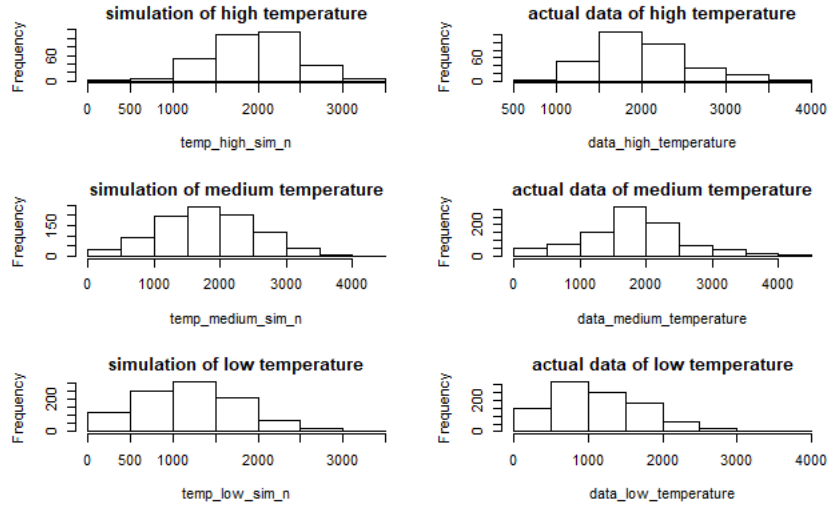 simulation of high temperature
Frequency
0 60
0 500 1000 2000 3000
temp_high_sim_n
actual data of high temperature
Frequency
0 60
500 1000 2000 3000 4000
data_high_temperature
simulation of medium temperature
Frequency
0 150
0 1000 2000 3000 4000
temp_medium_sim_n
actual data of medium temperature
Frequency
0 200
0 1000 2000 3000 4000
data_medium_temperature
simulation of low temperature
Frequency
0 200
0 500 1000 2000 3000
temp_low_sim_n
actual data of low temperature
Frequency
0 200
0 1000 2000 3000 4000
data_low_temperature